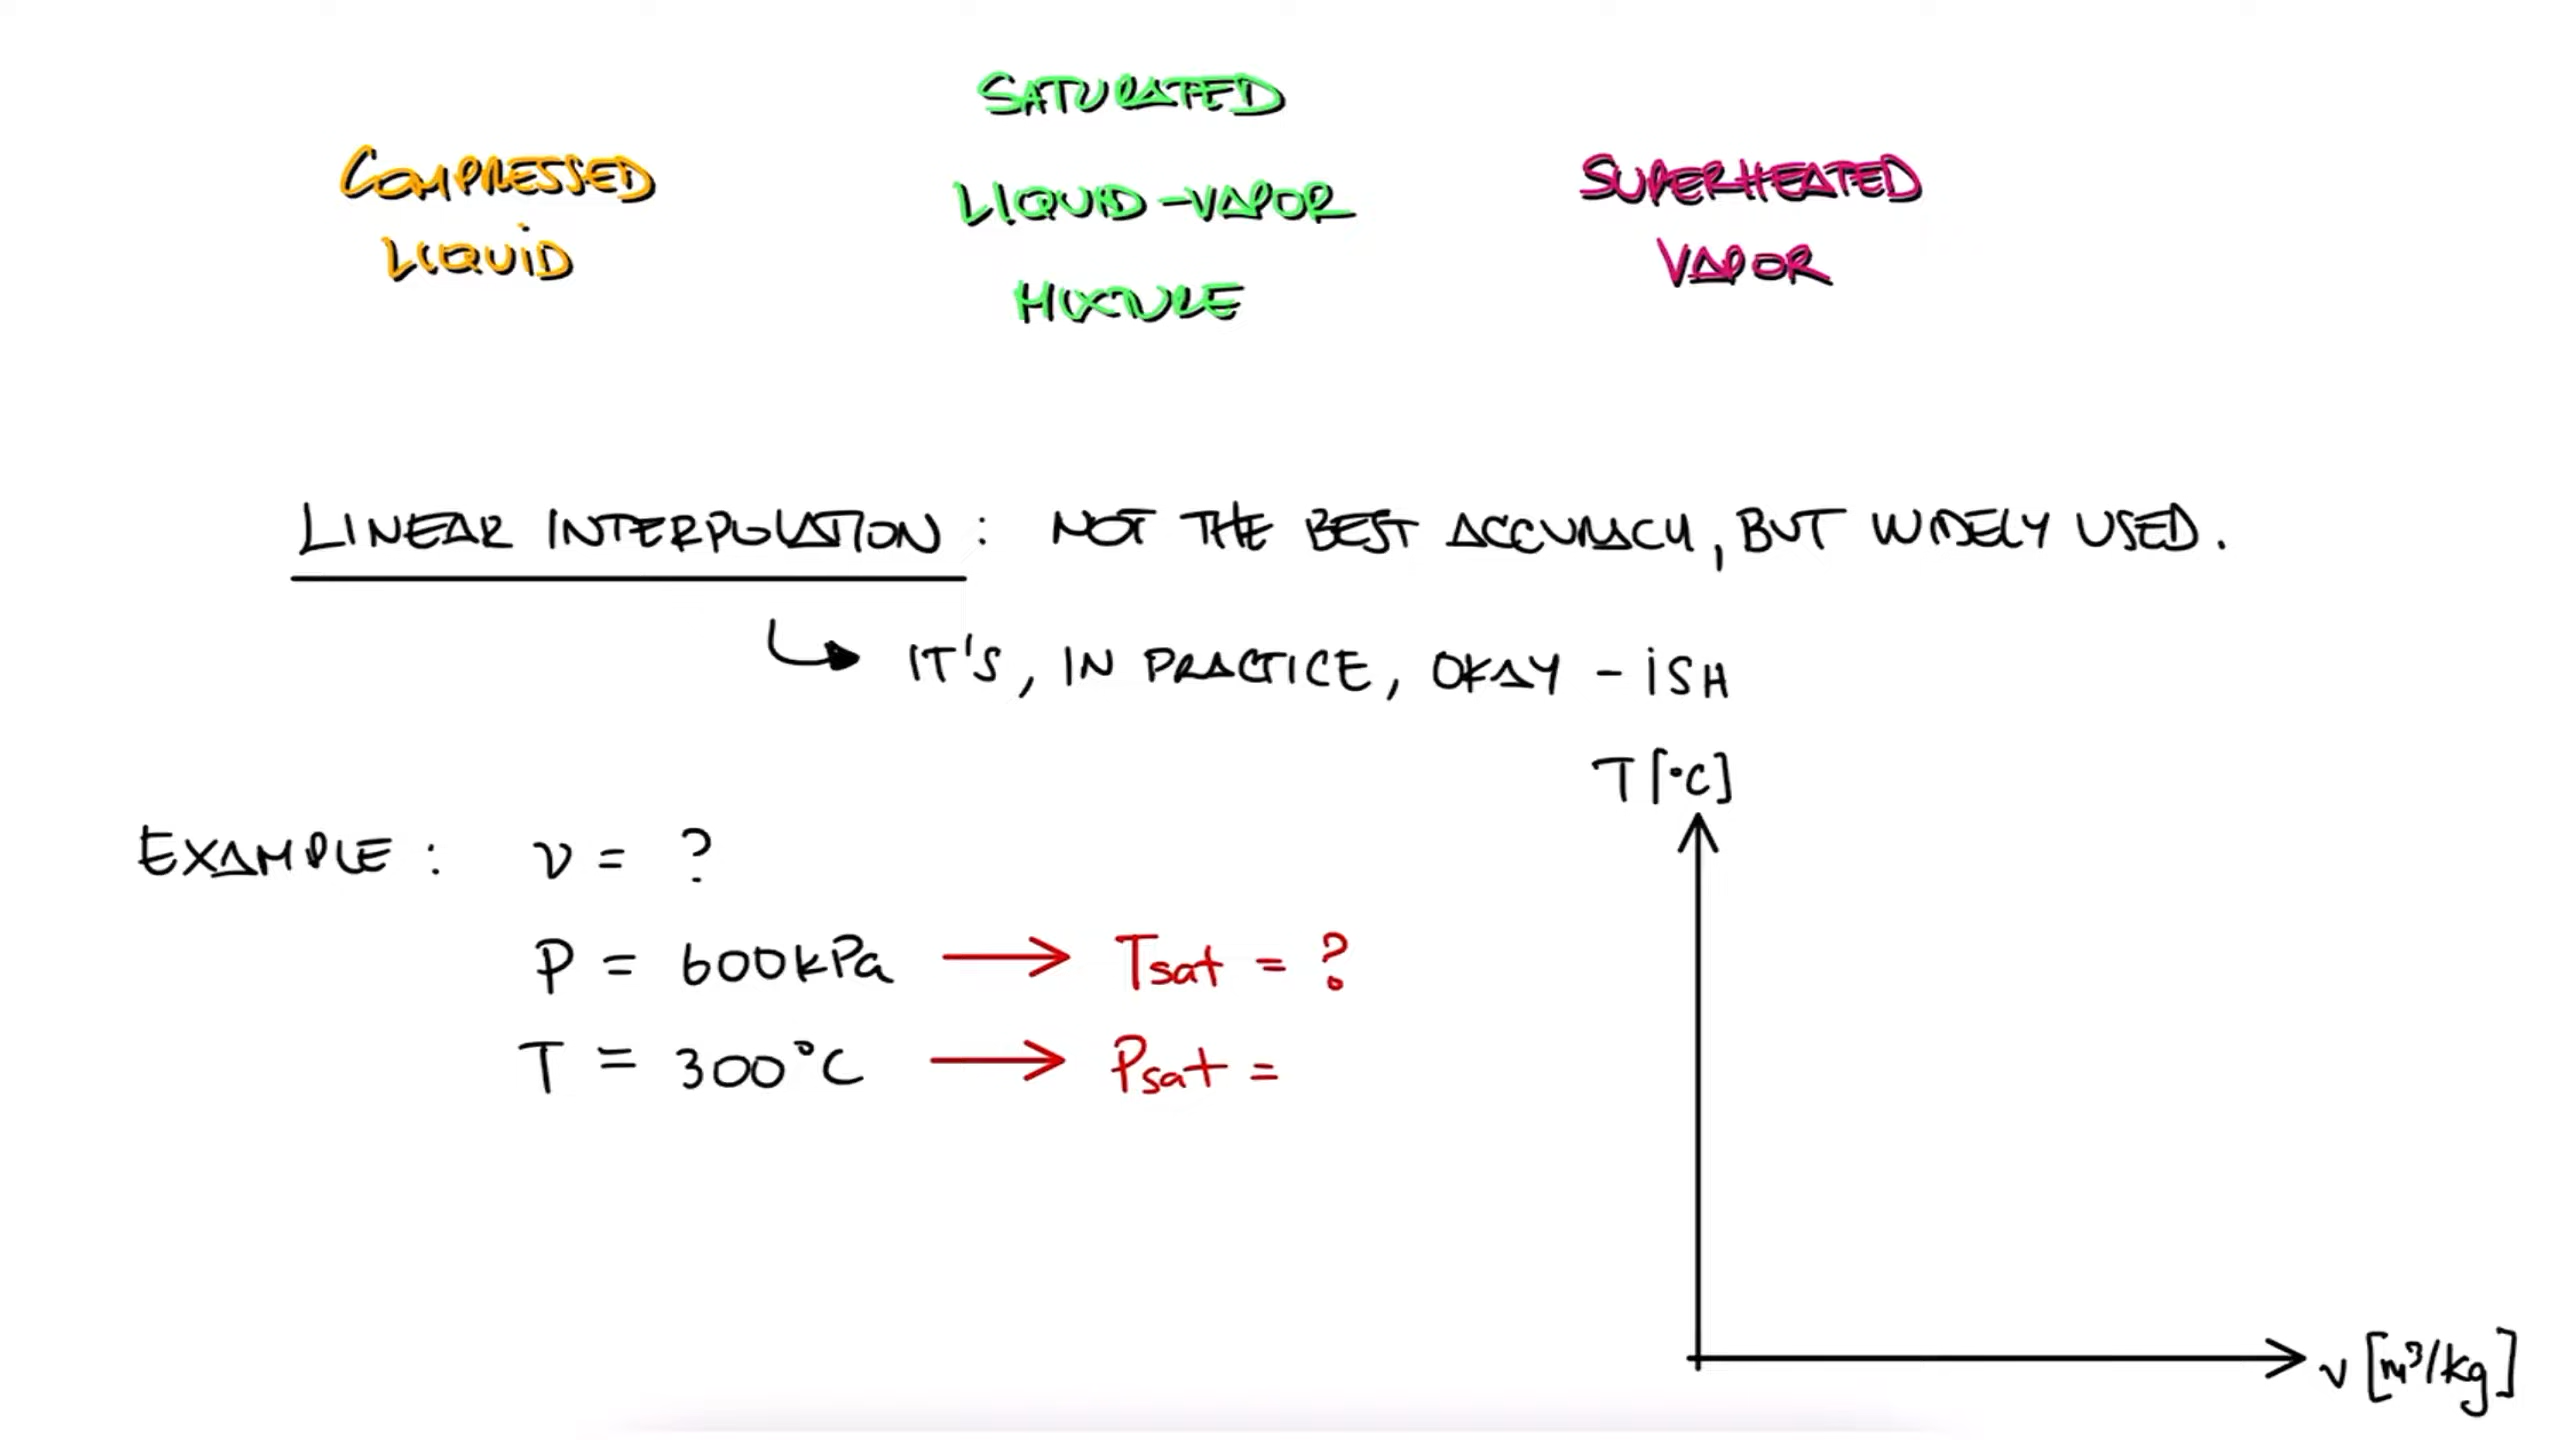 COMPRESSED
LIQUID
SATURATED
LIQUID-VAPOR
MIXTURE
SUPERHEATED
VAPOR
LINEAR INTERPOLATION: NOT THE BEST ACCURACY, BUT WIDELY USED.
IT'S, IN PRACTICE, OKAY-ISH
EXAMPLE: ν = ?
P = 600kPa → Tsat = ?
T = 300°C → Psat =
T [°C]
ν [m³/kg]